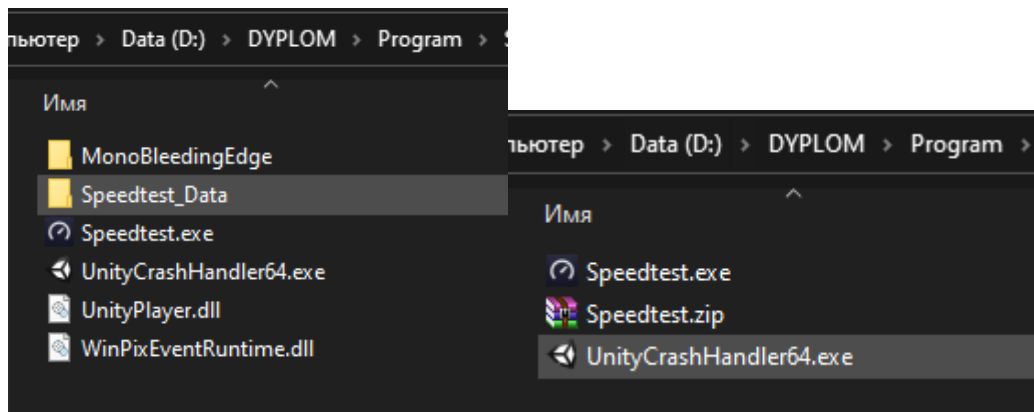 пьютер > Data (D:) > DYPLOM > Program >
Имя
MonoBleedingEdge
Speedtest_Data
Speedtest.exe
UnityCrashHandler64.exe
UnityPlayer.dll
WinPixEventRuntime.dll
пьютер > Data (D:) > DYPLOM > Program >
Имя
Speedtest.exe
Speedtest.zip
UnityCrashHandler64.exe